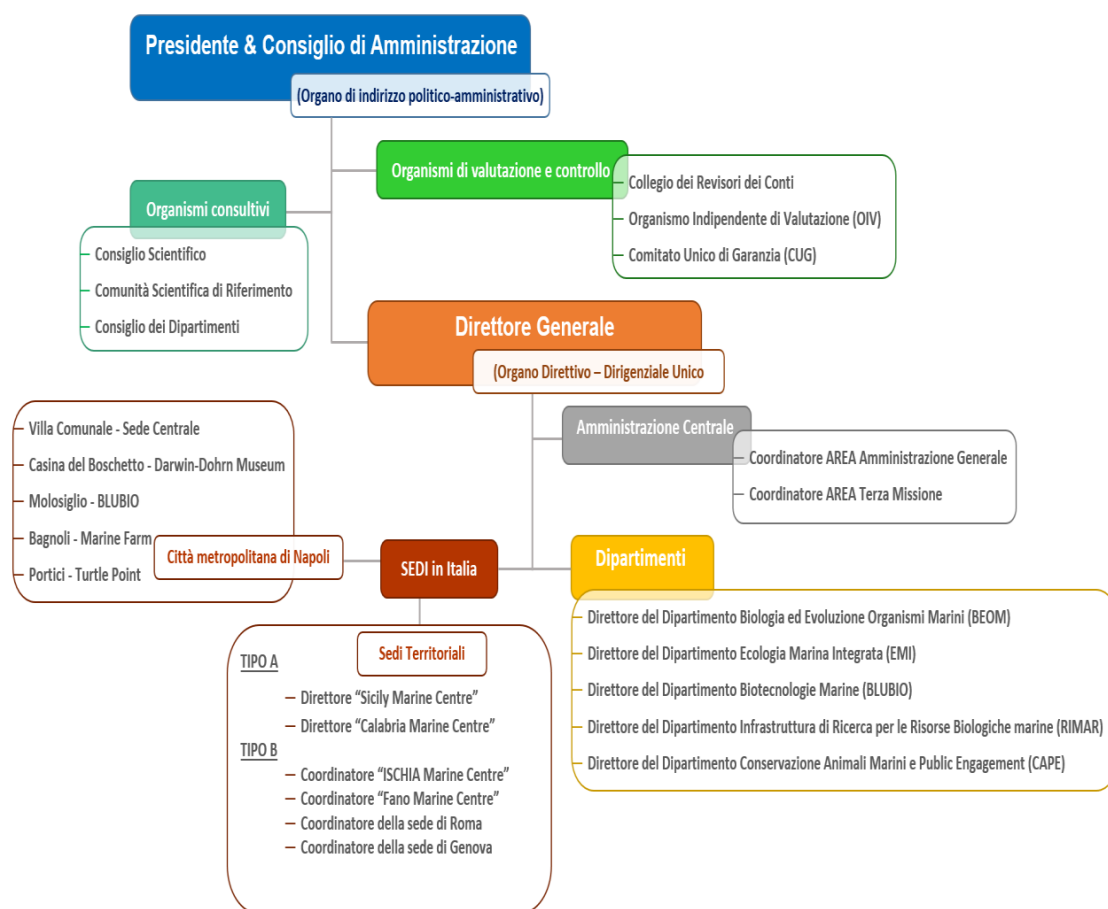 Presidente & Consiglio di Amministrazione
(Organo di indirizzo politico-amministrativo)
Organismi di valutazione e controllo
Collegio dei Revisori dei Conti
Organismo Indipendente di Valutazione (OIV)
Comitato Unico di Garanzia (CUG)
Organismi consultivi
Consiglio Scientifico
Comunità Scientifica di Riferimento
Consiglio dei Dipartimenti
Direttore Generale
(Organo Direttivo – Dirigenziale Unico
Amministrazione Centrale
Coordinatore AREA Amministrazione Generale
Coordinatore AREA Terza Missione
Villa Comunale - Sede Centrale
Casina del Boschetto - Darwin-Dohrn Museum
Molosiglio - BLUBIO
Bagnoli - Marine Farm
Portici - Turtle Point
Città metropolitana di Napoli
SEDI in Italia
Dipartimenti
Direttore del Dipartimento Biologia ed Evoluzione Organismi Marini (BEOM)
Direttore del Dipartimento Ecologia Marina Integrata (EMI)
Direttore del Dipartimento Biotecnologie Marine (BLUBIO)
Direttore del Dipartimento Infrastruttura di Ricerca per le Risorse Biologiche marine (RIMAR)
Direttore del Dipartimento Conservazione Animali Marini e Public Engagement (CAPE)
Sedi Territoriali
TIPO A
Direttore “Sicily Marine Centre”
Direttore “Calabria Marine Centre”
TIPO B
Coordinatore “ISCHIA Marine Centre”
Coordinatore “Fano Marine Centre”
Coordinatore della sede di Roma
Coordinatore della sede di Genova